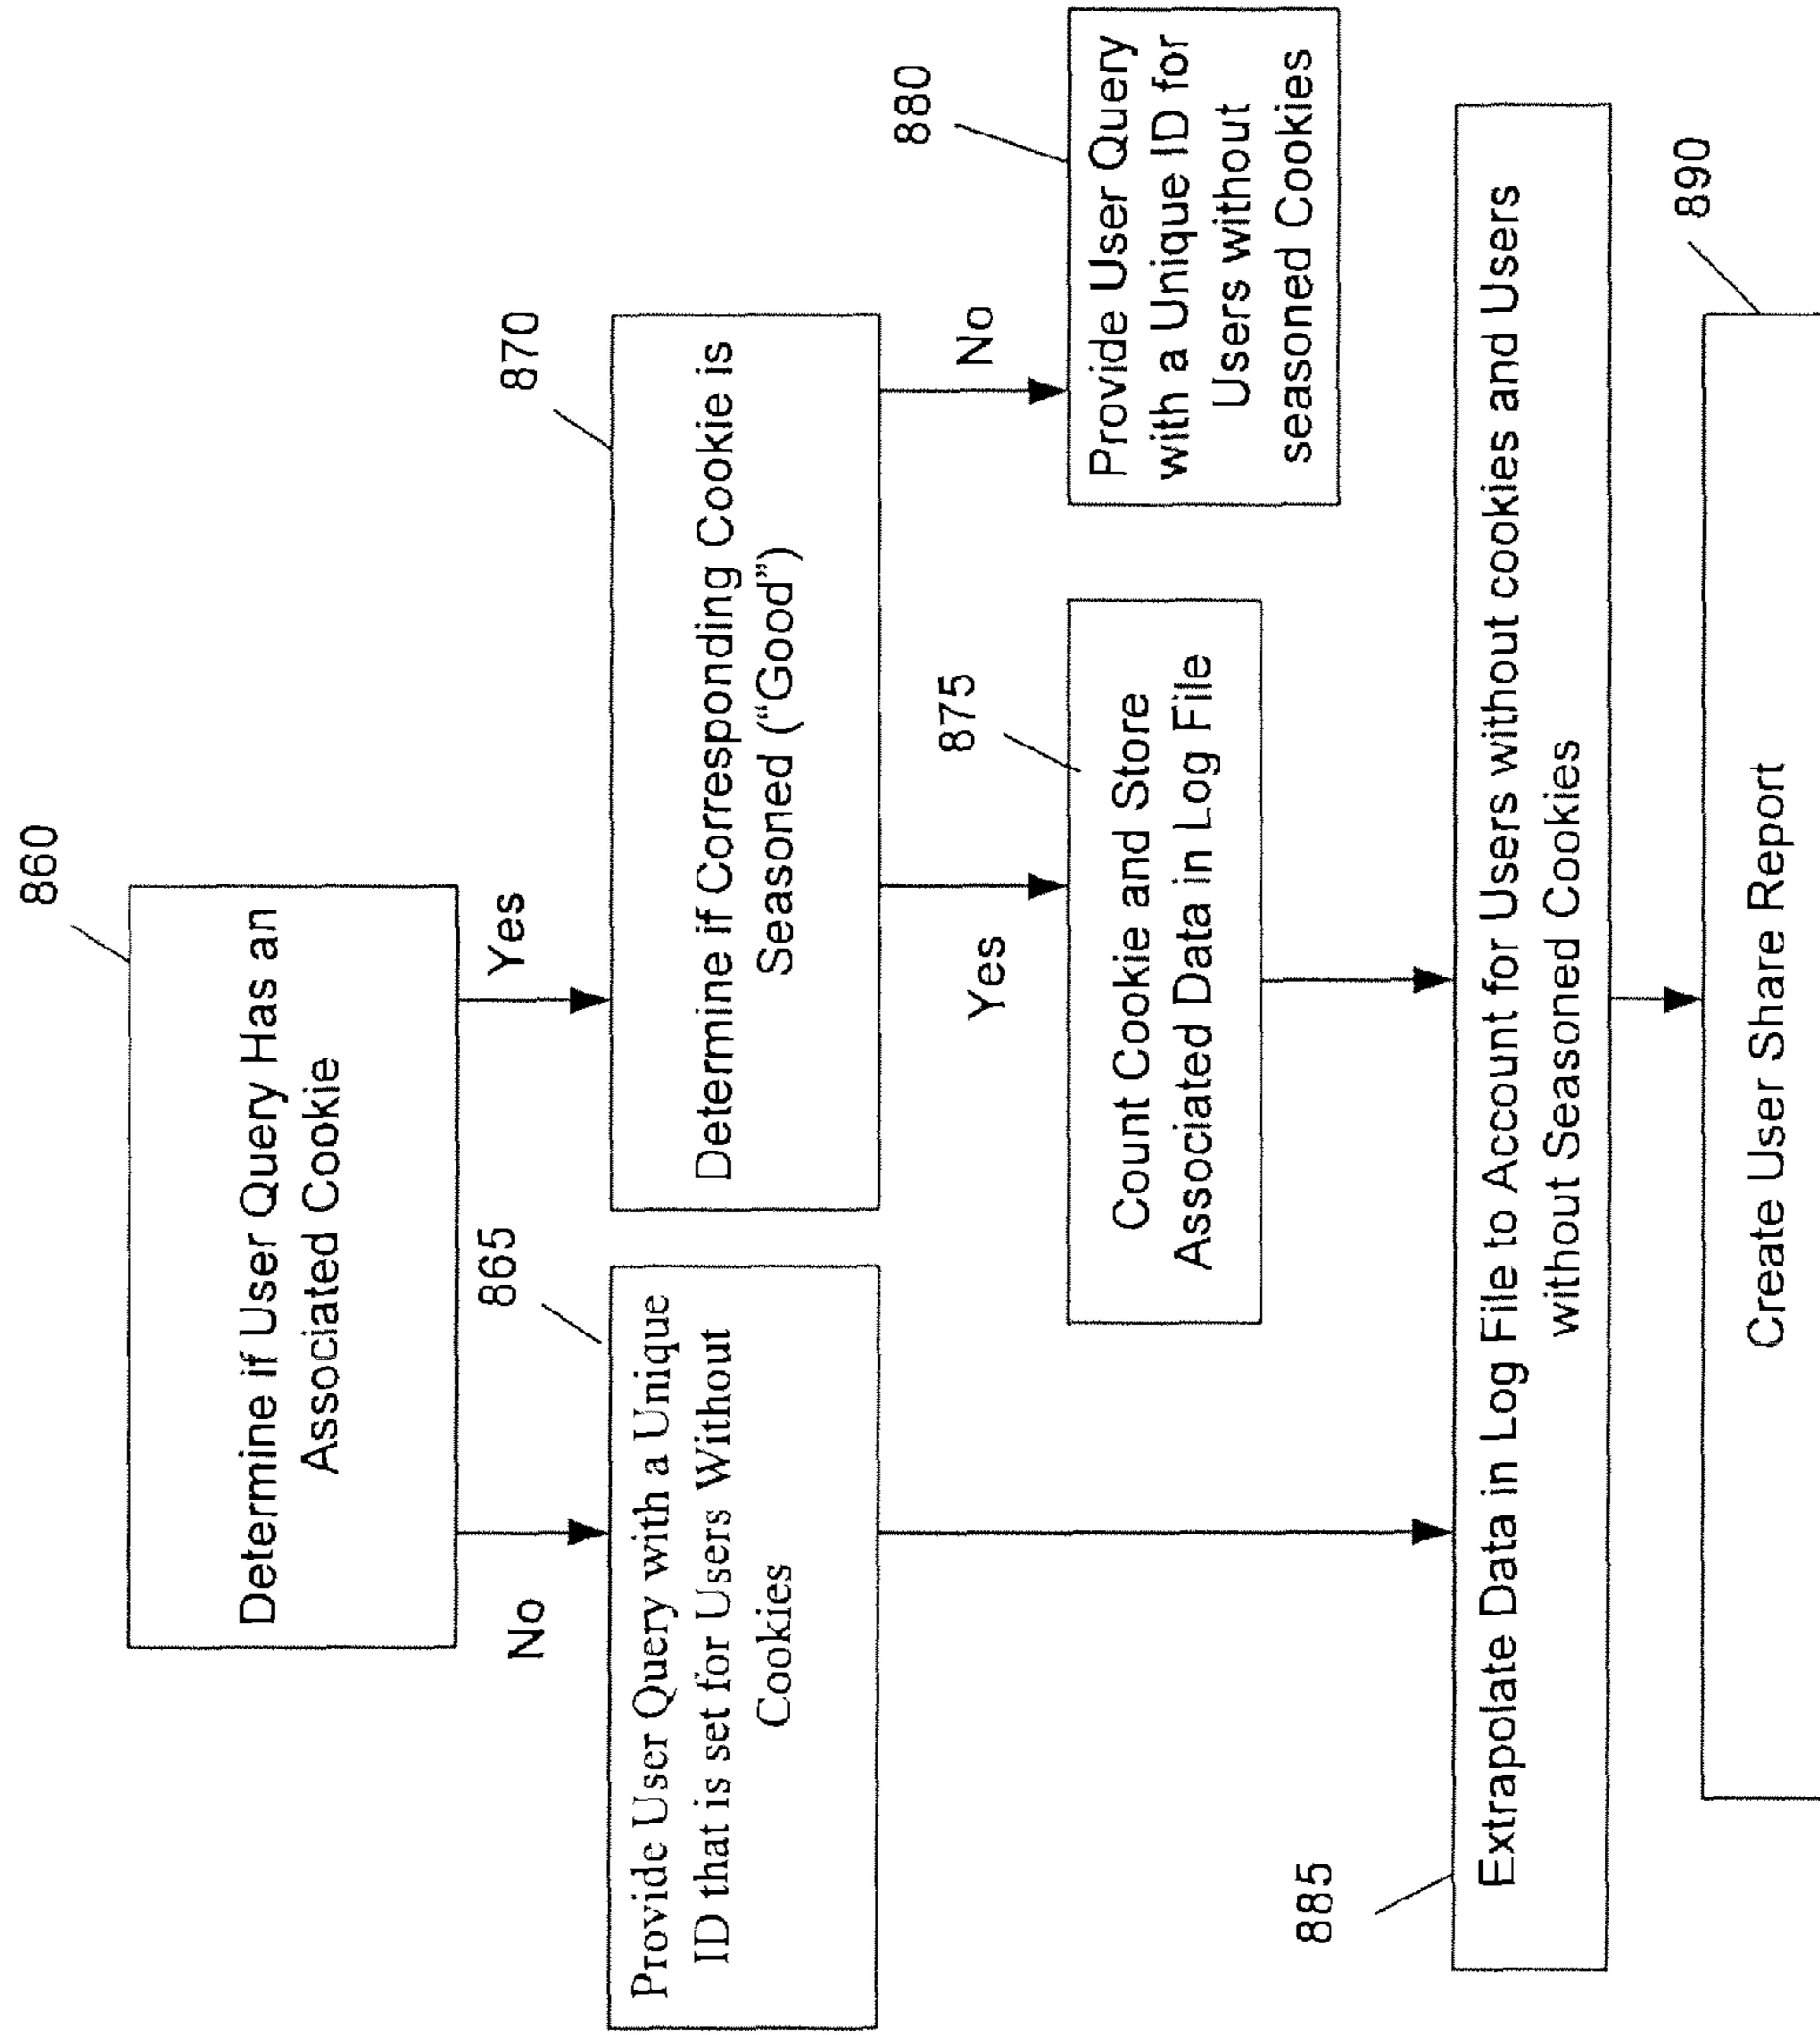 860
Determine if User Query Has an
Associated Cookie
No
Yes
865
Provide User Query with a Unique
ID that is set for Users Without
Cookies
870
Determine if Corresponding Cookie is
Seasoned (“Good”)
Yes
No
875
Count Cookie and Store
Associated Data in Log File
880
Provide User Query
with a Unique ID for
Users without
seasoned Cookies
885
Extrapolate Data in Log File to Account for Users without cookies and Users
without Seasoned Cookies
890
Create User Share Report